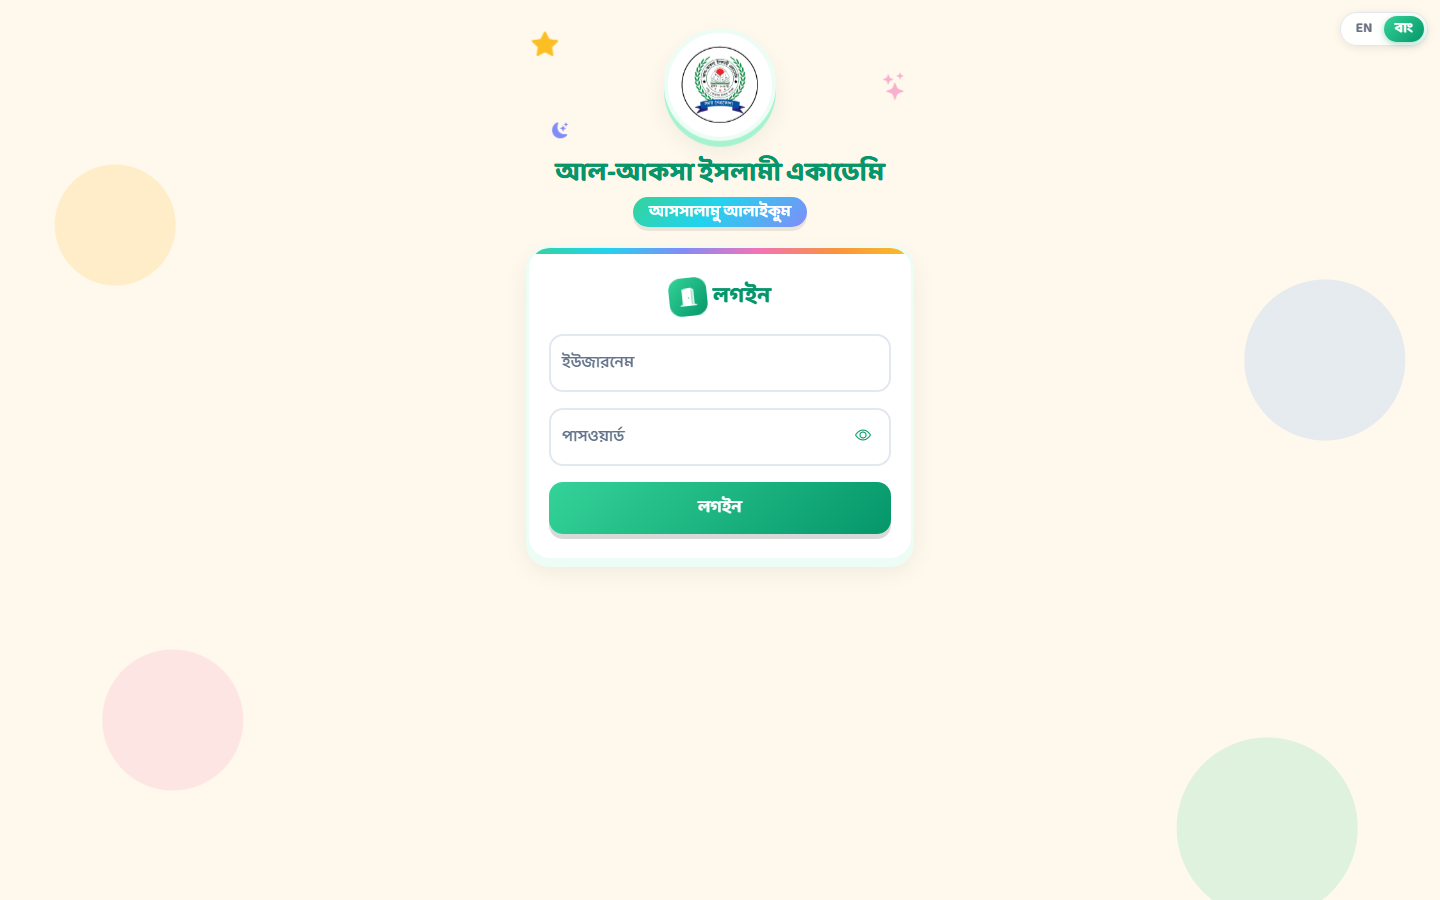 EN
বাং
আল-আকসা ইসলামী একাডেমি
আসসালামু আলাইকুম
লগইন
ইউজারনেম
পাসওয়ার্ড
লগইন